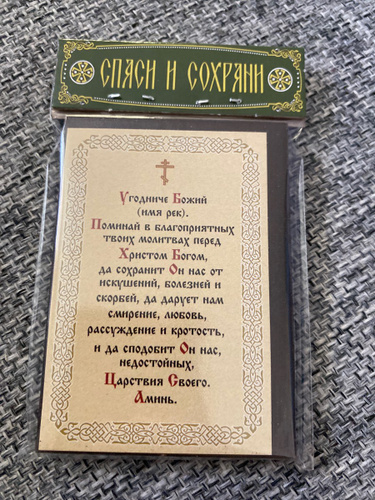 СПАСИ И СОХРАНИ
Угодниче Божий
(имя рек).
Поминай в благоприятных
твоих молитвах перед
Христом Богом,
да сохранит Он нас от
искушений, болезней и
скорбей, да дарует нам
смирение, любовь,
рассуждение и кротость,
и да сподобит Он нас,
недостойных,
Царствия Своего.
Аминь.